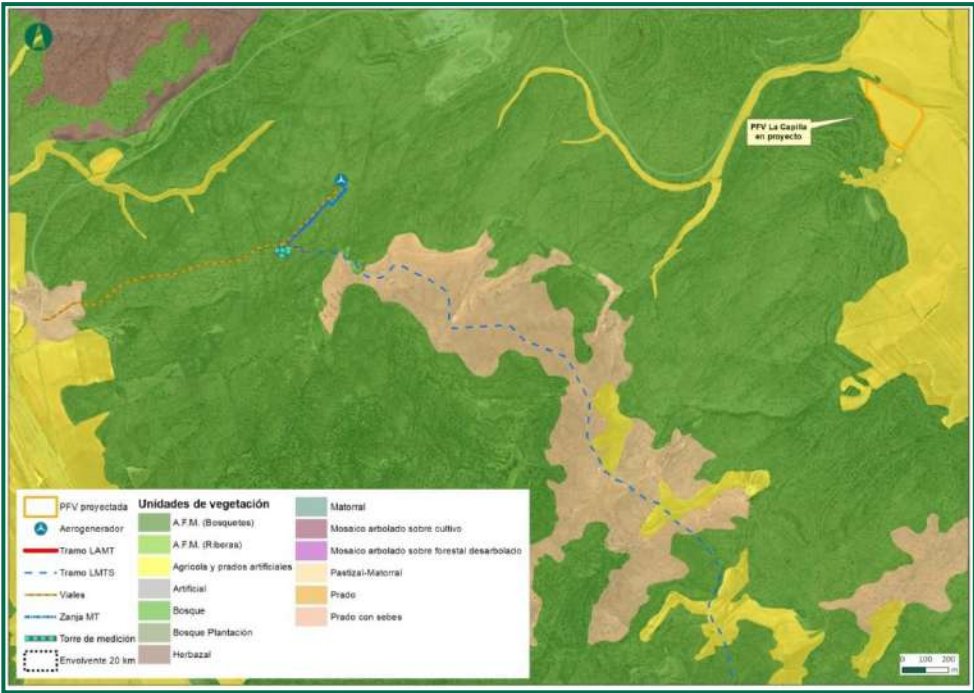 PFV La Capilla
en proyecto
PFV proyectada
Aerogenerador
Tramo LAMT
Tramo LMTS
Viales
Zanja MT
Torre de medición
Envolvente 20 km
Unidades de vegetación
A.F.M. (Bosquetes)
A.F.M. (Riberas)
Agrícola y prados artificiales
Artificial
Bosque
Bosque Plantación
Herbazal
Matorral
Mosaico arbolado sobre cultivo
Mosaico arbolado sobre forestal desarbolado
Pastizal-Matorral
Prado
Prado con sebes
0 100 200
m